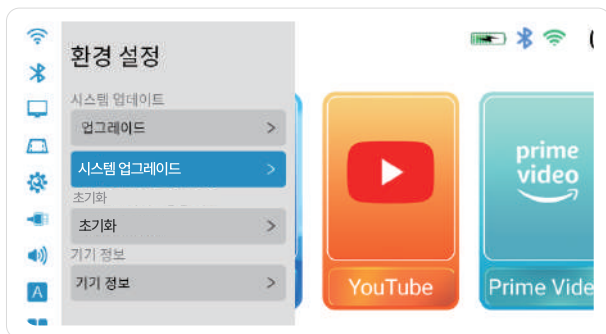 환경 설정
시스템 업데이트
업그레이드
시스템 업그레이드
초기화
초기화
기기 정보
기기 정보
A
YouTube
prime
video
Prime Vide